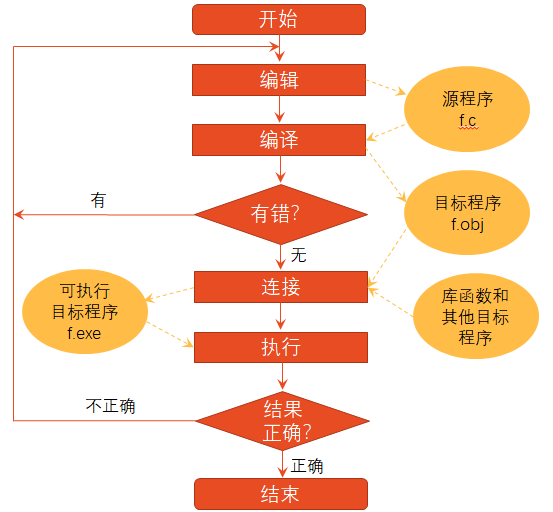 开始
编辑
源程序
f.c
编译
有错?
有
无
目标程序
f.obj
连接
可执行
目标程序
f.exe
库函数和
其他目标
程序
执行
结果
正确?
不正确
正确
结束